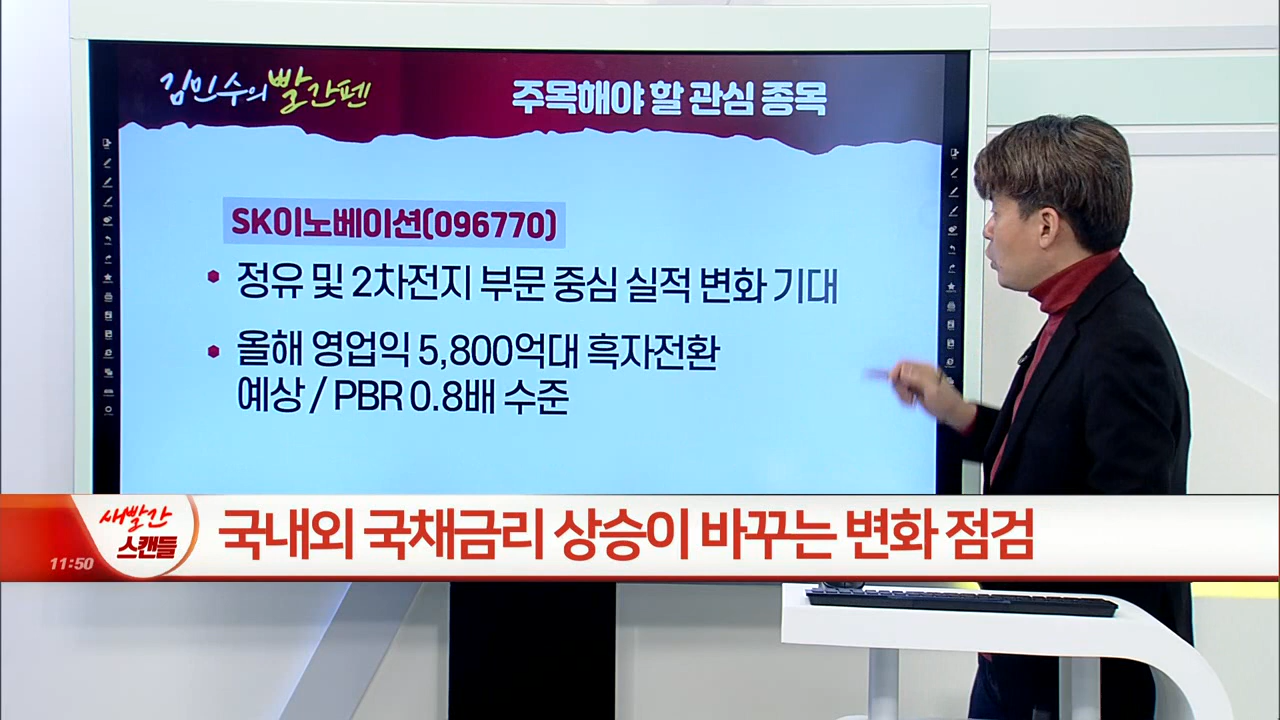 김민수의 빨간펜
주목해야 할 관심 종목
SK이노베이션(096770)
정유 및 2차전지 부문 중심 실적 변화 기대
올해 영업익 5,800억대 흑자전환
예상 / PBR 0.8배 수준
새빨간
스캔들
11:50
국내외 국채금리 상승이 바꾸는 변화 점검